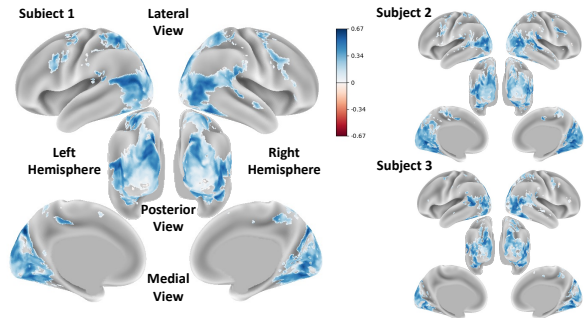 Subject 1
Lateral
View
0.67
0.34
0
-0.34
-0.67
Left
Hemisphere
Right
Hemisphere
Posterior
View
Medial
View
Subject 2
Subject 3